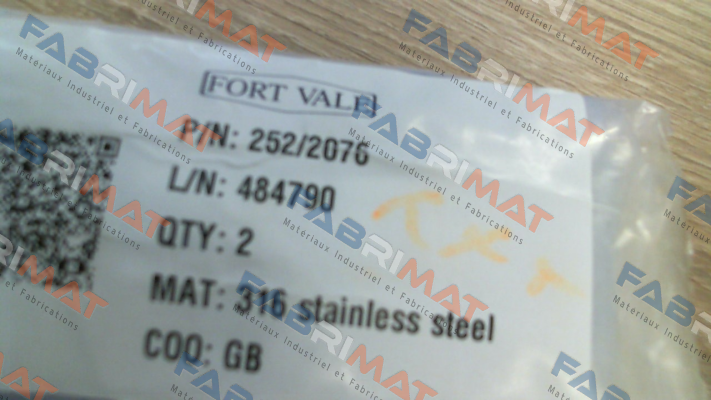 FORT VALE
P/N: 252/2076
L/N: 484790
QTY: 2
MAT: 316 stainless steel
COO: GB
FABRIMAT
Materiaux Industriel et Fabrications